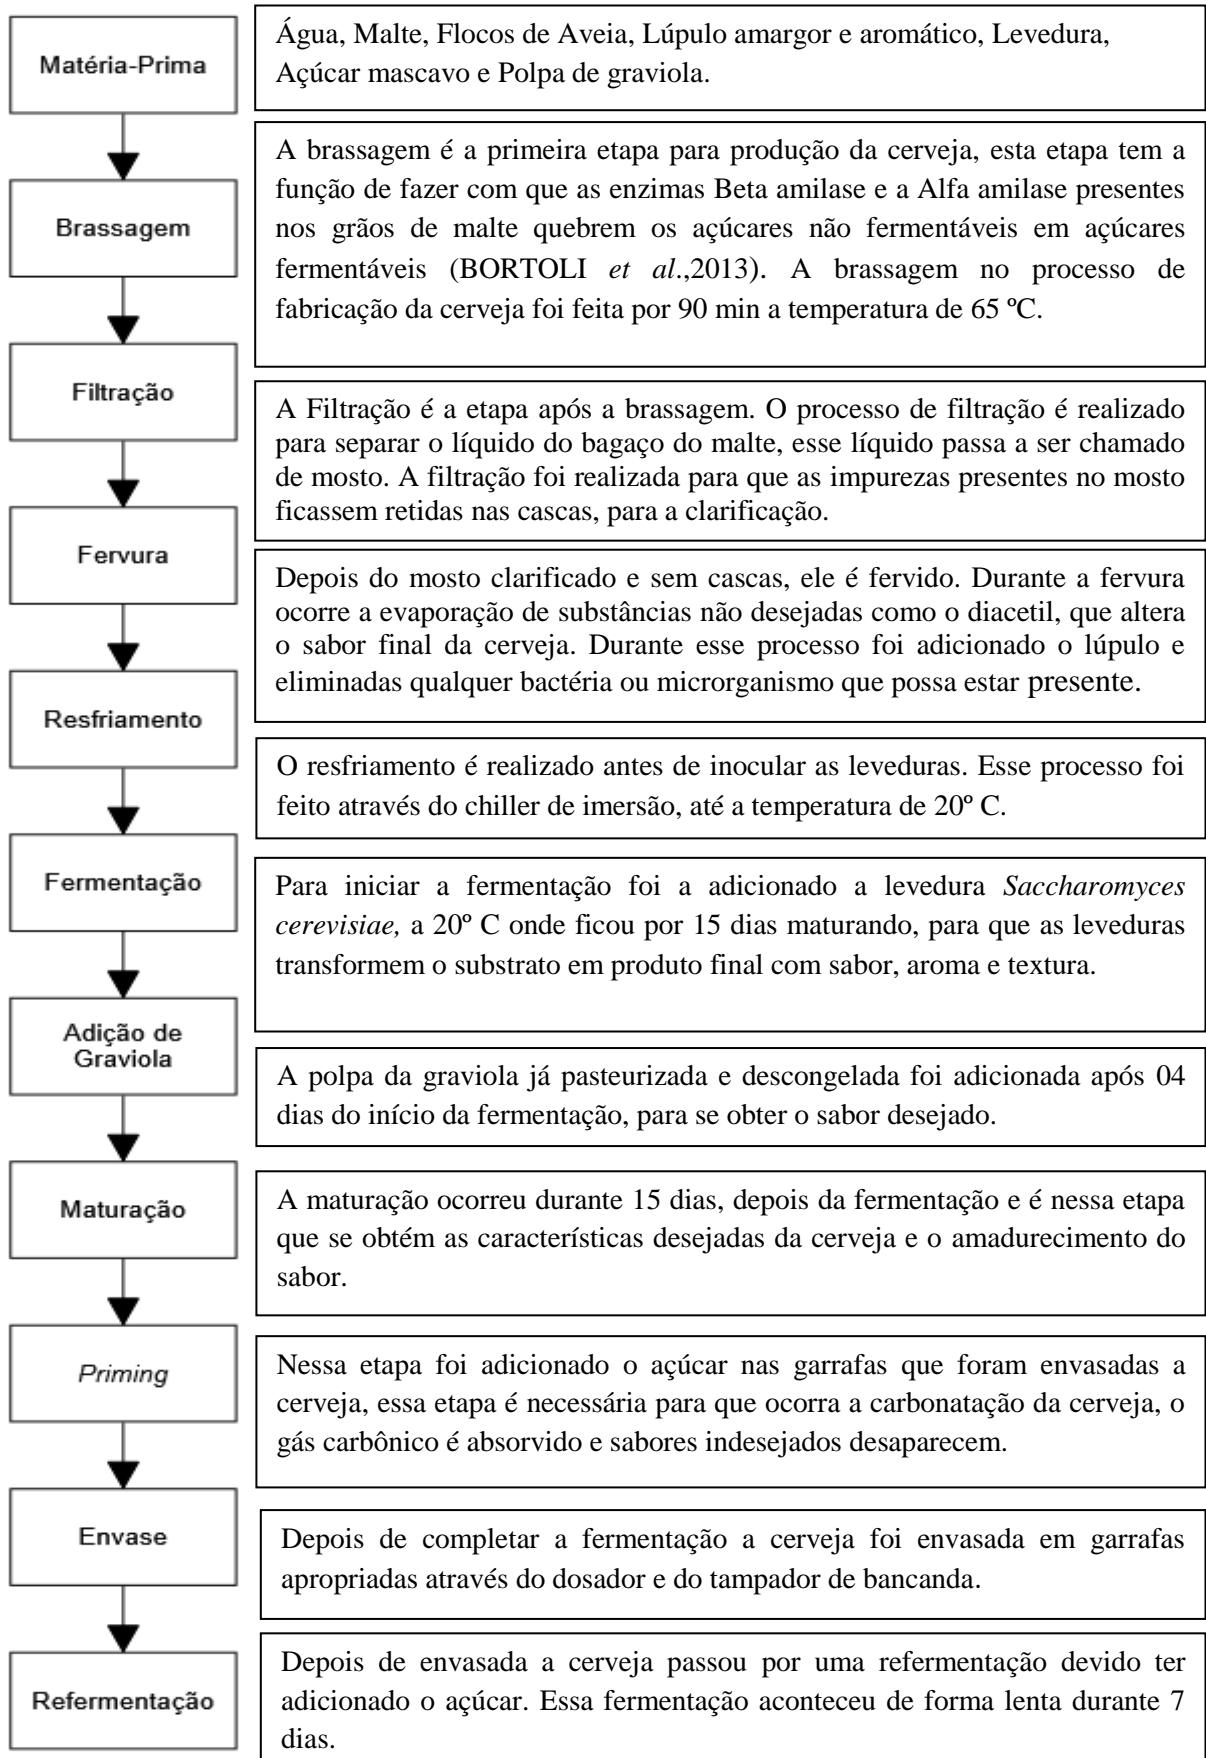 Matéria-Prima
Água, Malte, Flocos de Aveia, Lúpulo amargor e aromático, Levedura,
Açúcar mascavo e Polpa de graviola.
Brassagem
A brassagem é a primeira etapa para produção da cerveja, esta etapa tem a
função de fazer com que as enzimas Beta amilase e a Alfa amilase presentes
nos grãos de malte quebrem os açúcares não fermentáveis em açúcares
fermentáveis (BORTOLI et al.,2013). A brassagem no processo de
fabricação da cerveja foi feita por 90 min a temperatura de 65 ºC.
Filtração
A Filtração é a etapa após a brassagem. O processo de filtração é realizado
para separar o líquido do bagaço do malte, esse líquido passa a ser chamado
de mosto. A filtração foi realizada para que as impurezas presentes no mosto
ficassem retidas nas cascas, para a clarificação.
Fervura
Depois do mosto clarificado e sem cascas, ele é fervido. Durante a fervura
ocorre a evaporação de substâncias não desejadas como o diacetil, que altera
o sabor final da cerveja. Durante esse processo foi adicionado o lúpulo e
eliminadas qualquer bactéria ou microrganismo que possa estar presente.
Resfriamento
O resfriamento é realizado antes de inocular as leveduras. Esse processo foi
feito através do chiller de imersão, até a temperatura de 20º C.
Fermentação
Para iniciar a fermentação foi a adicionado a levedura Saccharomyces
cerevisiae, a 20º C onde ficou por 15 dias maturando, para que as leveduras
transformem o substrato em produto final com sabor, aroma e textura.
Adição de
Graviola
A polpa da graviola já pasteurizada e descongelada foi adicionada após 04
dias do início da fermentação, para se obter o sabor desejado.
Maturação
A maturação ocorreu durante 15 dias, depois da fermentação e é nessa etapa
que se obtém as características desejadas da cerveja e o amadurecimento do
sabor.
Priming
Nessa etapa foi adicionado o açúcar nas garrafas que foram envasadas a
cerveja, essa etapa é necessária para que ocorra a carbonatação da cerveja, o
gás carbônico é absorvido e sabores indesejados desaparecem.
Envase
Depois de completar a fermentação a cerveja foi envasada em garrafas
apropriadas através do dosador e do tampador de bancanda.
Refermentação
Depois de envasada a cerveja passou por uma refermentação devido ter
adicionado o açúcar. Essa fermentação aconteceu de forma lenta durante 7
dias.